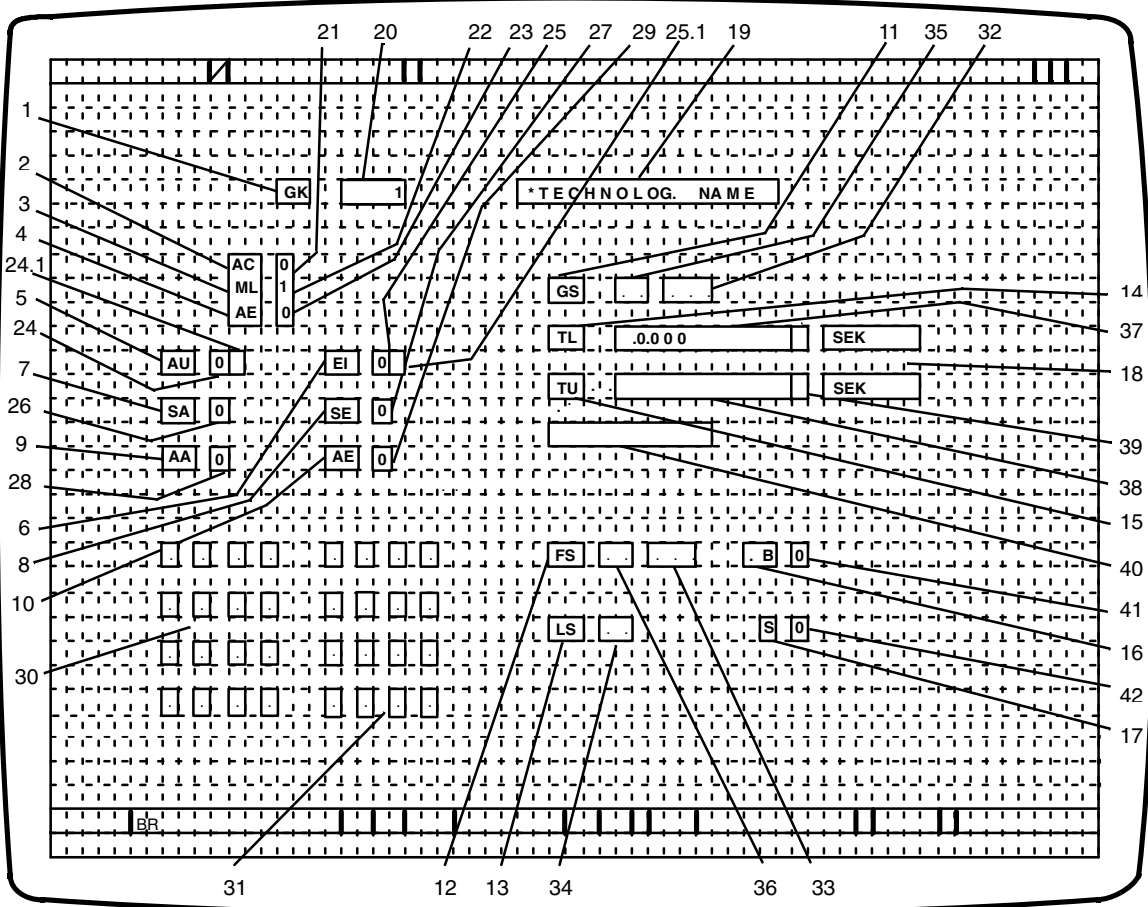 21 20 22 23 25 27 29 25.1 19 11 35 32
1
2
GK 1 *TECHNOLOG. NAME
3
4
AC 0
24.1
ML 1 GS . . . .
14
5
AE 0
24
TL .0.000 SEK
37
AU 0 EI 0
7
18
TU . . SEK
26
SA 0 SE 0
39
9
AA 0 AE 0
28
38
6
15
8
FS . . . . B 0
40
10
41
LS . . S 0
16
30
42
17
BR
31 12 13 34 36 33